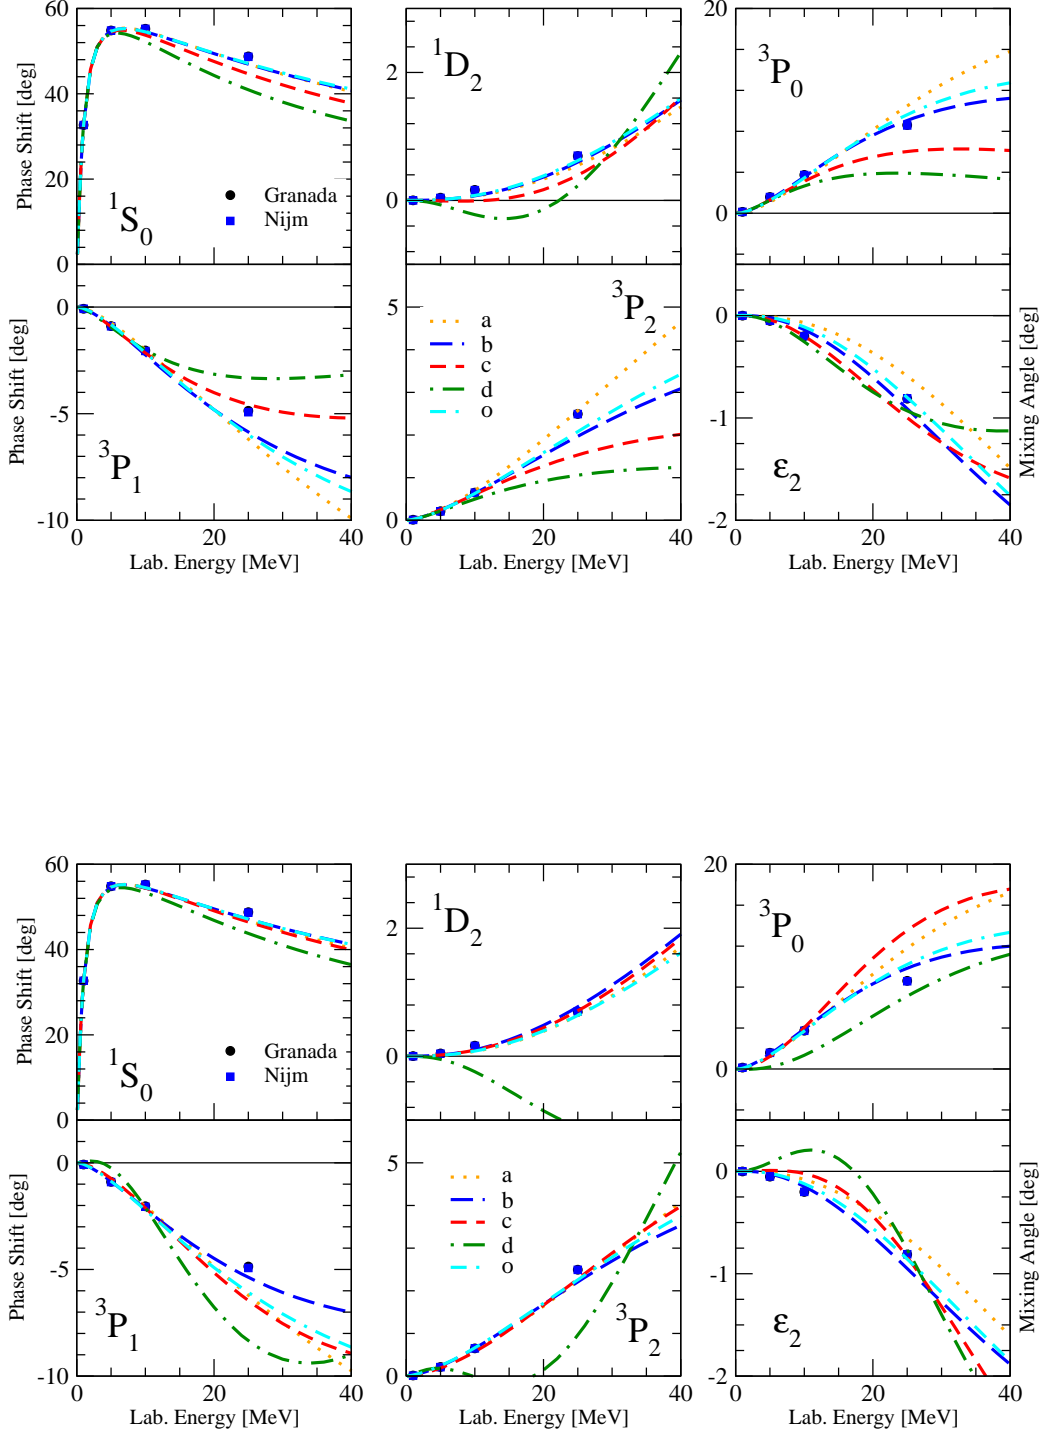 60
40
20
0
Phase Shift [deg]
¹S₀
Granada
Nijm
2
0
¹D₂
20
0
³P₀
0
-5
-10
Phase Shift [deg]
³P₁
0 20 40
Lab. Energy [MeV]
5
0
³P₂
a
b
c
d
o
0 20 40
Lab. Energy [MeV]
0
-1
-2
ε₂
Mixing Angle [deg]
0 20 40
Lab. Energy [MeV]
60
40
20
0
Phase Shift [deg]
¹S₀
Granada
Nijm
2
0
¹D₂
20
0
³P₀
0
-5
-10
Phase Shift [deg]
³P₁
0 20 40
Lab. Energy [MeV]
5
0
a
b
c
d
o
³P₂
0 20 40
Lab. Energy [MeV]
0
-1
-2
ε₂
Mixing Angle [deg]
0 20 40
Lab. Energy [MeV]